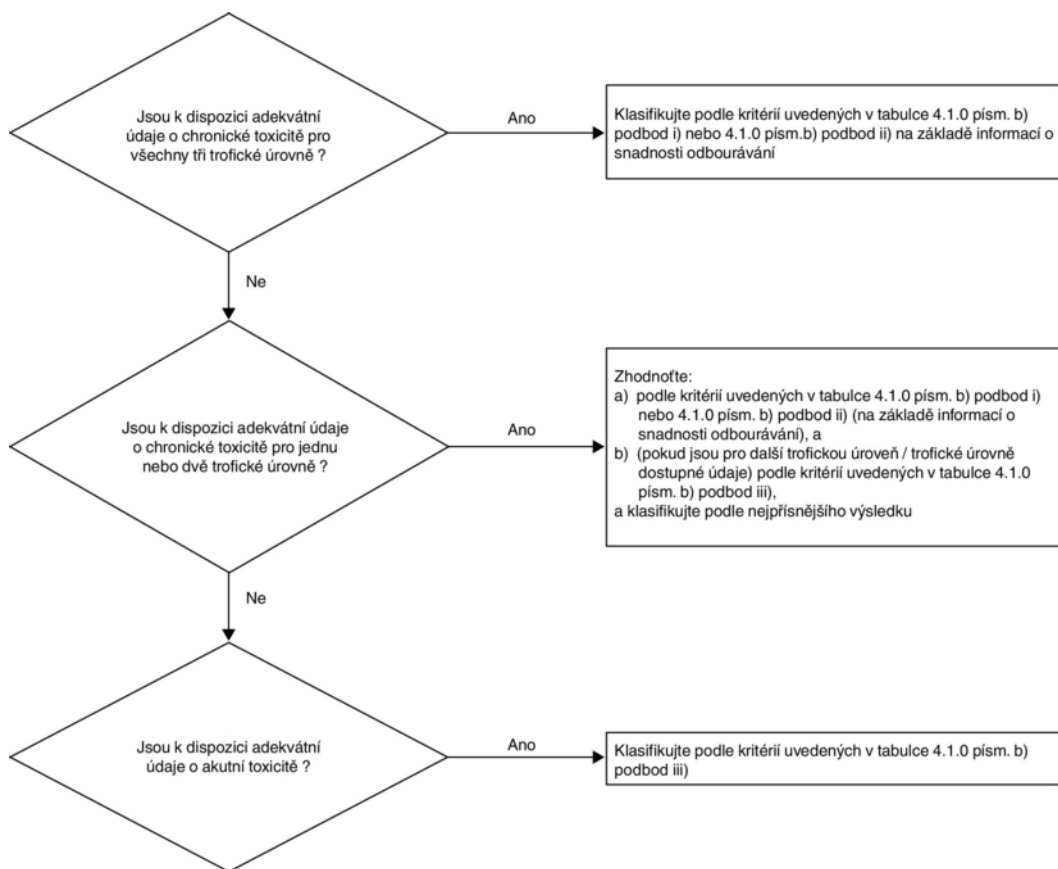 Jsou k dispozici adekvátní
údaje o chronické toxicitě pro
všechny tři trofické úrovně ?
Ano
Klasifikujte podle kritérií uvedených v tabulce 4.1.0 písm. b)
podbod i) nebo 4.1.0 písm.b) podbod ii) na základě informací o
snadnosti odbourávání
Ne
Jsou k dispozici adekvátní údaje
o chronické toxicitě pro jednu
nebo dvě trofické úrovně ?
Ano
Zhodnoťte:
a) podle kritérií uvedených v tabulce 4.1.0 písm. b) podbod i)
nebo 4.1.0 písm. b) podbod ii) (na základě informací o
snadnosti odbourávání), a
b) (pokud jsou pro další trofickou úroveň / trofické úrovně
dostupné údaje) podle kritérií uvedených v tabulce 4.1.0
písm. b) podbod iii),
a klasifikujte podle nejpřísnějšího výsledku
Ne
Jsou k dispozici adekvátní
údaje o akutní toxicitě ?
Ano
Klasifikujte podle kritérií uvedených v tabulce 4.1.0 písm. b)
podbod iii)